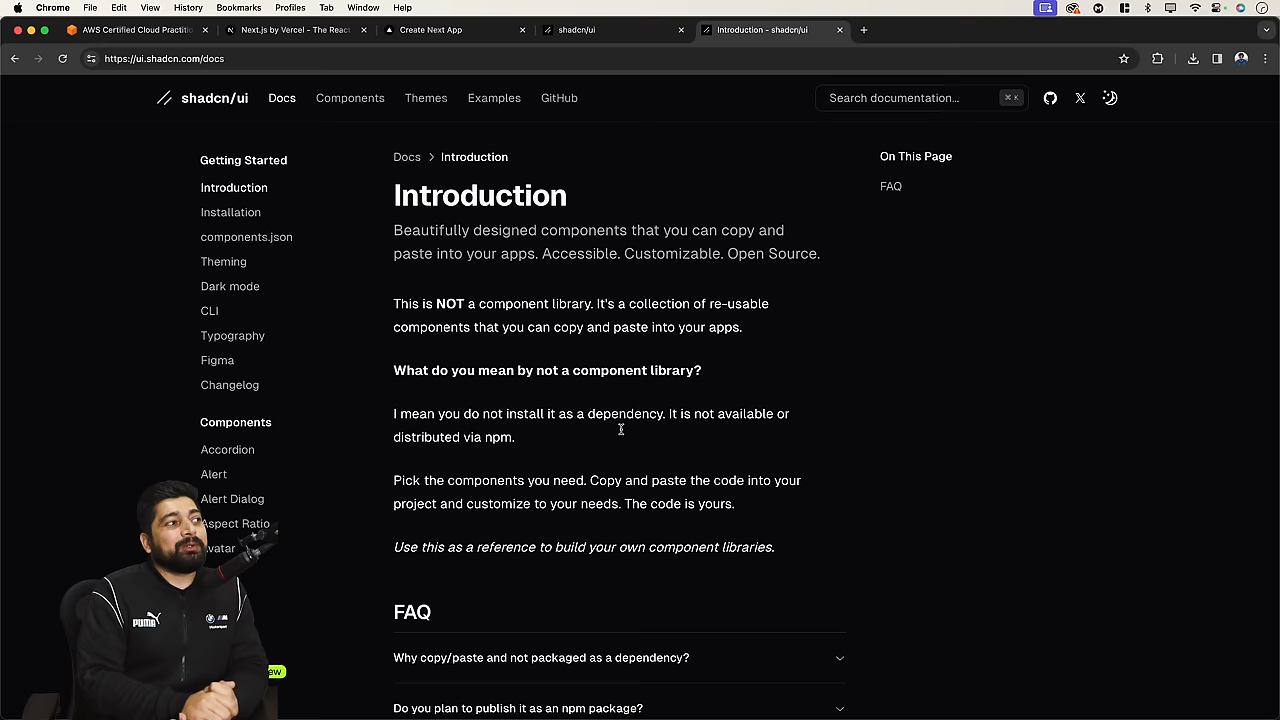 Chrome File Edit View History Bookmarks Profiles Tab Window Help
AWS Certified Cloud Practitio
Next.js by Vercel - The React
Create Next App
shadcn/ui
Introduction - shadcn/ui
https://ui.shadcn.com/docs
shadcn/ui Docs Components Themes Examples GitHub
Search documentation... ⌘ K
Getting Started
Introduction
Installation
components.json
Theming
Dark mode
CLI
Typography
Figma
Changelog
Components
Accordion
Alert
Alert Dialog
Aspect Ratio
Avatar
ew
Docs > Introduction
Introduction
Beautifully designed components that you can copy and
paste into your apps. Accessible. Customizable. Open Source.
This is NOT a component library. It's a collection of re-usable
components that you can copy and paste into your apps.
What do you mean by not a component library?
I mean you do not install it as a dependency. It is not available or
distributed via npm.
Pick the components you need. Copy and paste the code into your
project and customize to your needs. The code is yours.
Use this as a reference to build your own component libraries.
FAQ
Why copy/paste and not packaged as a dependency?
Do you plan to publish it as an npm package?
On This Page
FAQ
PUMA